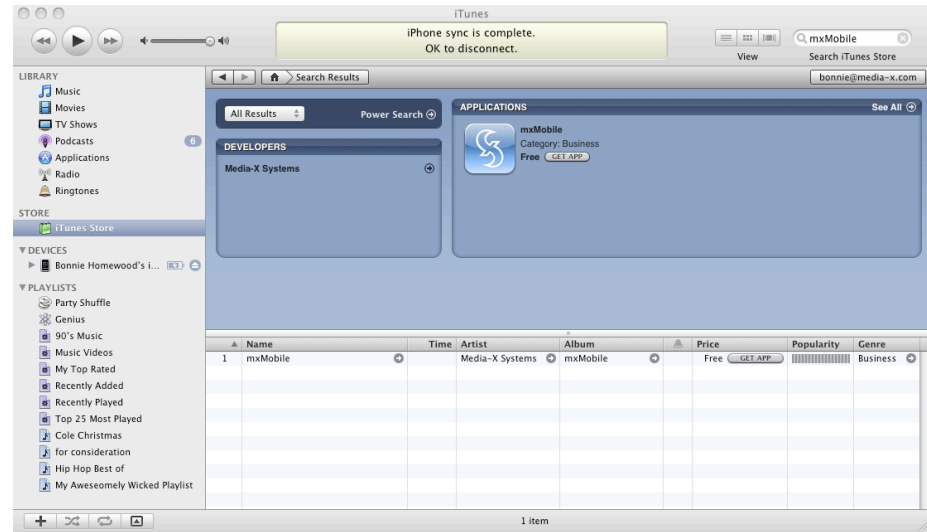 iTunes
iPhone sync is complete.
OK to disconnect.
mxMobile
View
Search iTunes Store
LIBRARY
Music
Movies
TV Shows
Podcasts 6
Applications
Radio
Ringtones
STORE
iTunes Store
DEVICES
Bonnie Homewood's i...
PLAYLISTS
Party Shuffle
Genius
90's Music
Music Videos
My Top Rated
Recently Added
Recently Played
Top 25 Most Played
Cole Christmas
for consideration
Hip Hop Best of
My Aweseomely Wicked Playlist
Search Results
bonnie@media-x.com
All Results
Power Search
DEVELOPERS
Media-X Systems
APPLICATIONS See All
mxMobile
Category: Business
Free GET APP
Name Time Artist Album Price Popularity Genre
1 mxMobile Media-X Systems mxMobile Free GET APP Business
1 item